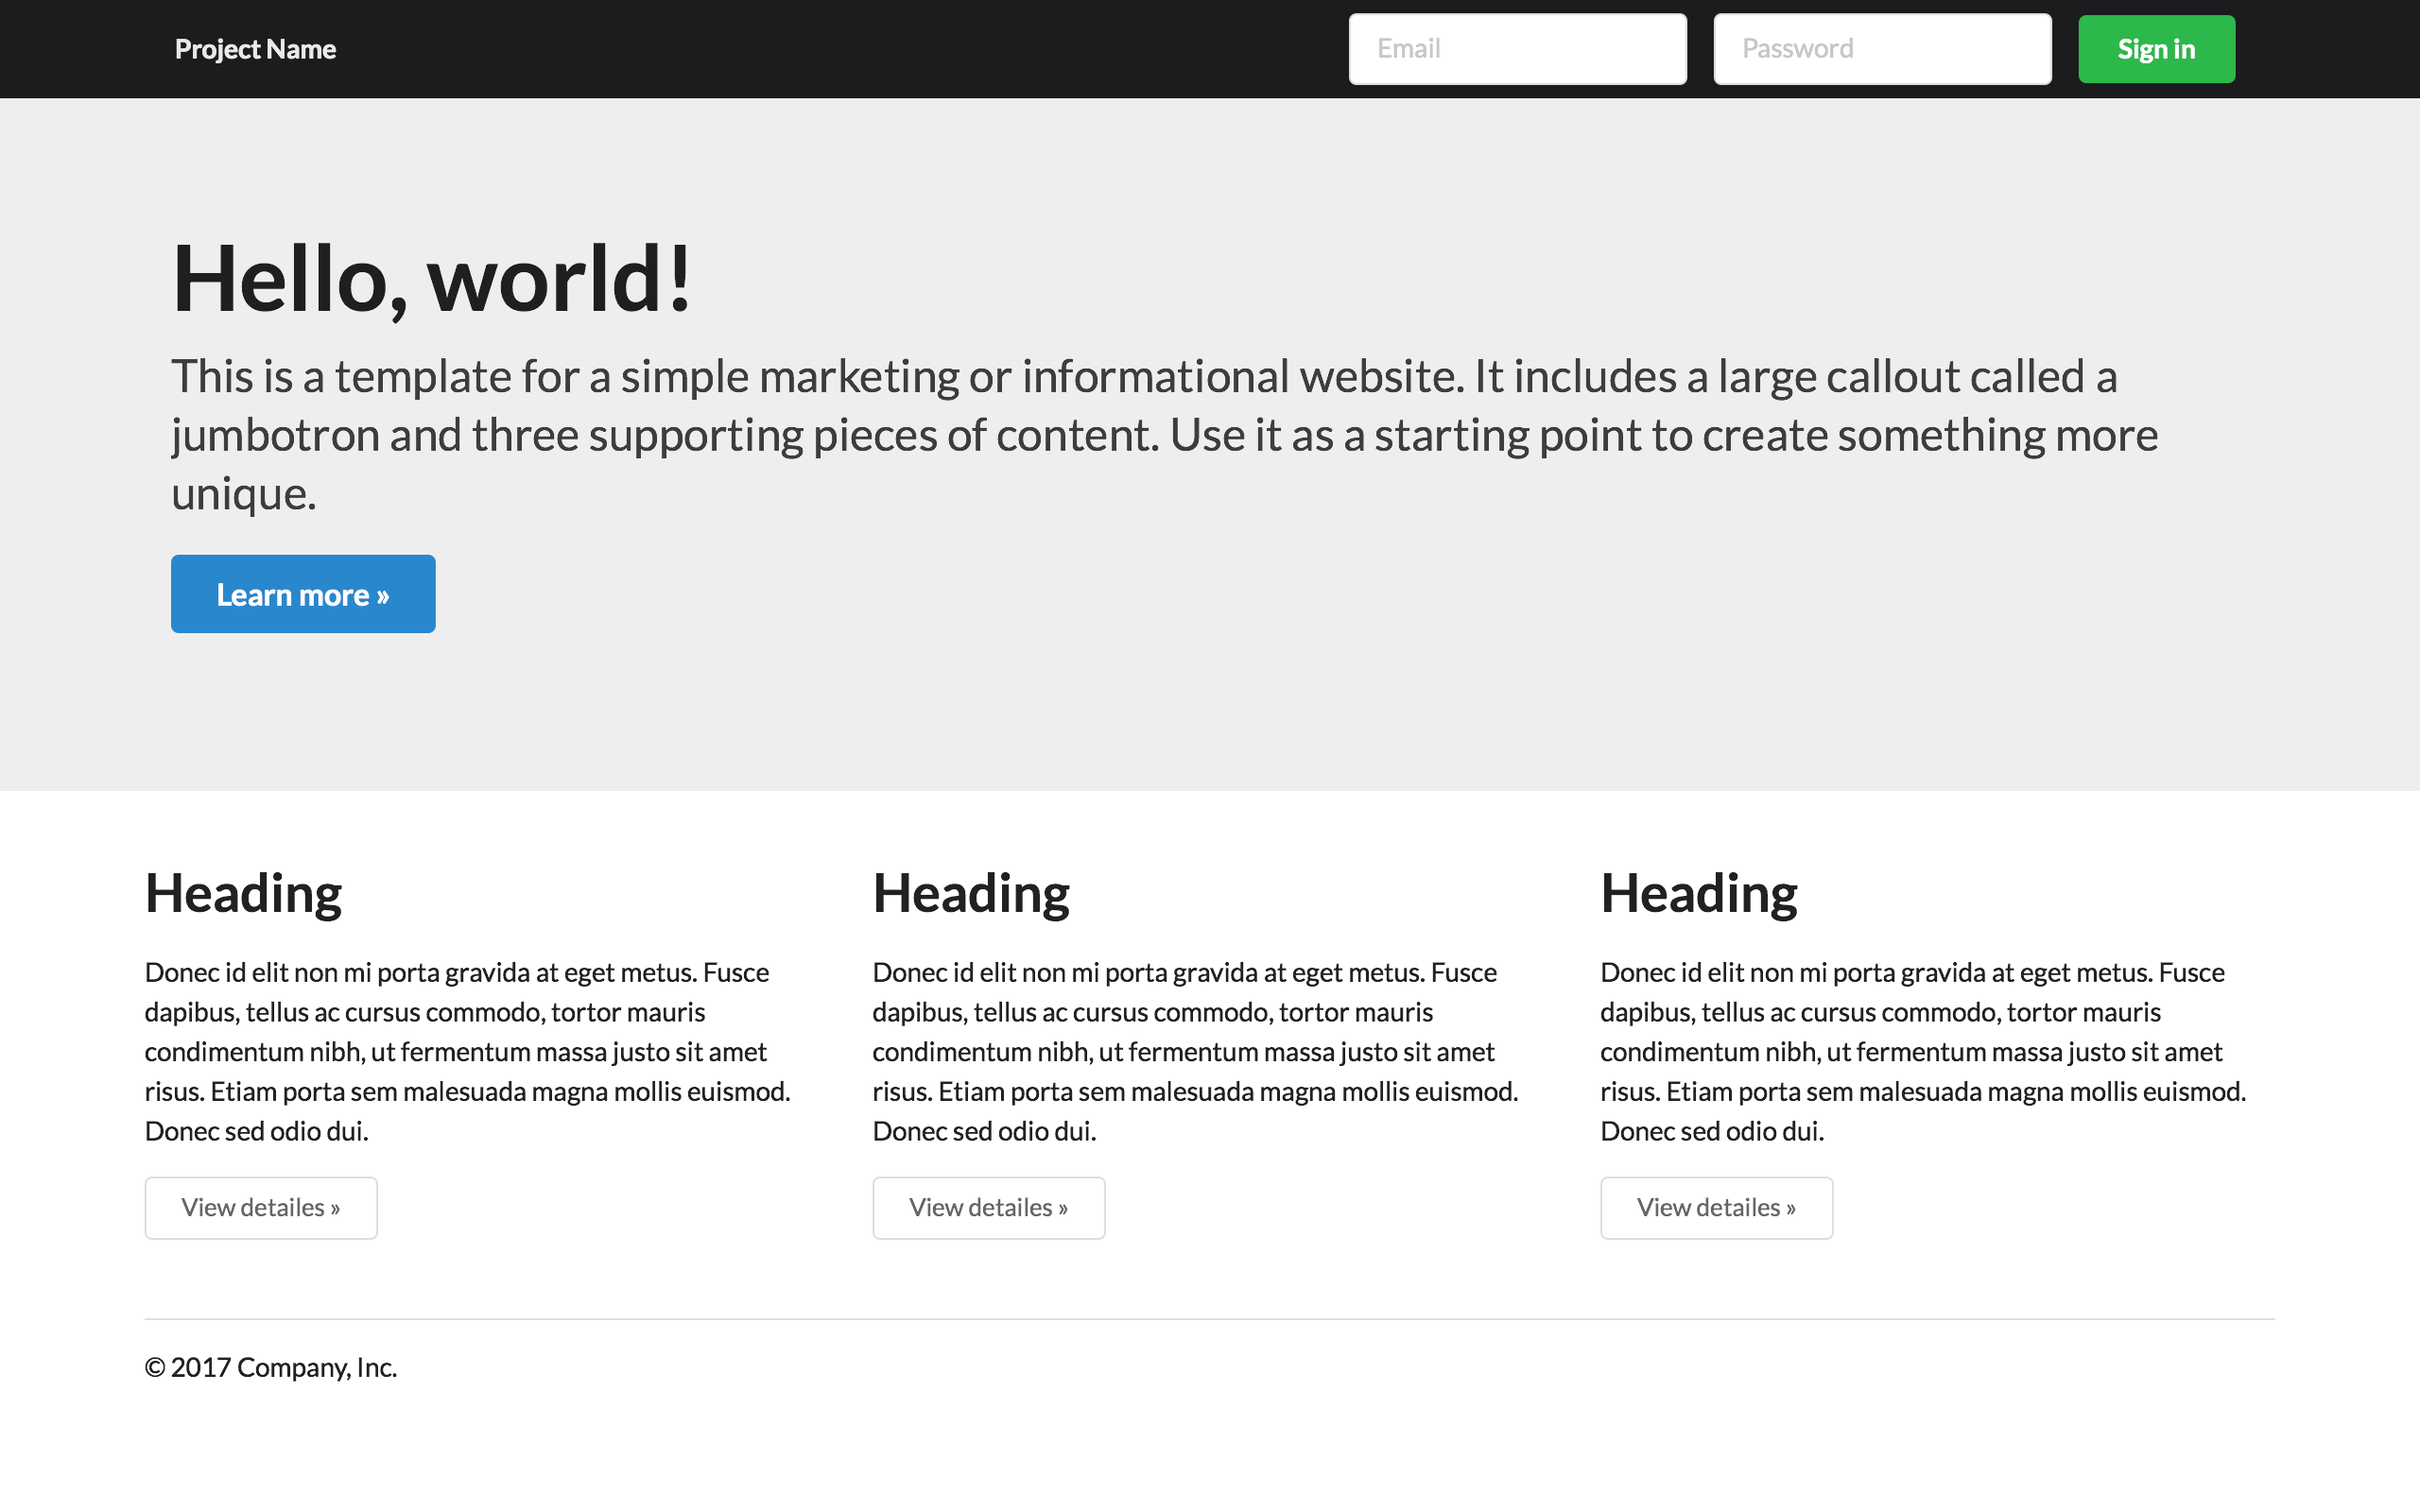 Project Name
Email
Password
Sign in
Hello, world!
This is a template for a simple marketing or informational website. It includes a large callout called a
jumbotron and three supporting pieces of content. Use it as a starting point to create something more
unique.
Learn more »
Heading
Donec id elit non mi porta gravida at eget metus. Fusce
dapibus, tellus ac cursus commodo, tortor mauris
condimentum nibh, ut fermentum massa justo sit amet
risus. Etiam porta sem malesuada magna mollis euismod.
Donec sed odio dui.
View detailes »
Heading
Donec id elit non mi porta gravida at eget metus. Fusce
dapibus, tellus ac cursus commodo, tortor mauris
condimentum nibh, ut fermentum massa justo sit amet
risus. Etiam porta sem malesuada magna mollis euismod.
Donec sed odio dui.
View detailes »
Heading
Donec id elit non mi porta gravida at eget metus. Fusce
dapibus, tellus ac cursus commodo, tortor mauris
condimentum nibh, ut fermentum massa justo sit amet
risus. Etiam porta sem malesuada magna mollis euismod.
Donec sed odio dui.
View detailes »
© 2017 Company, Inc.